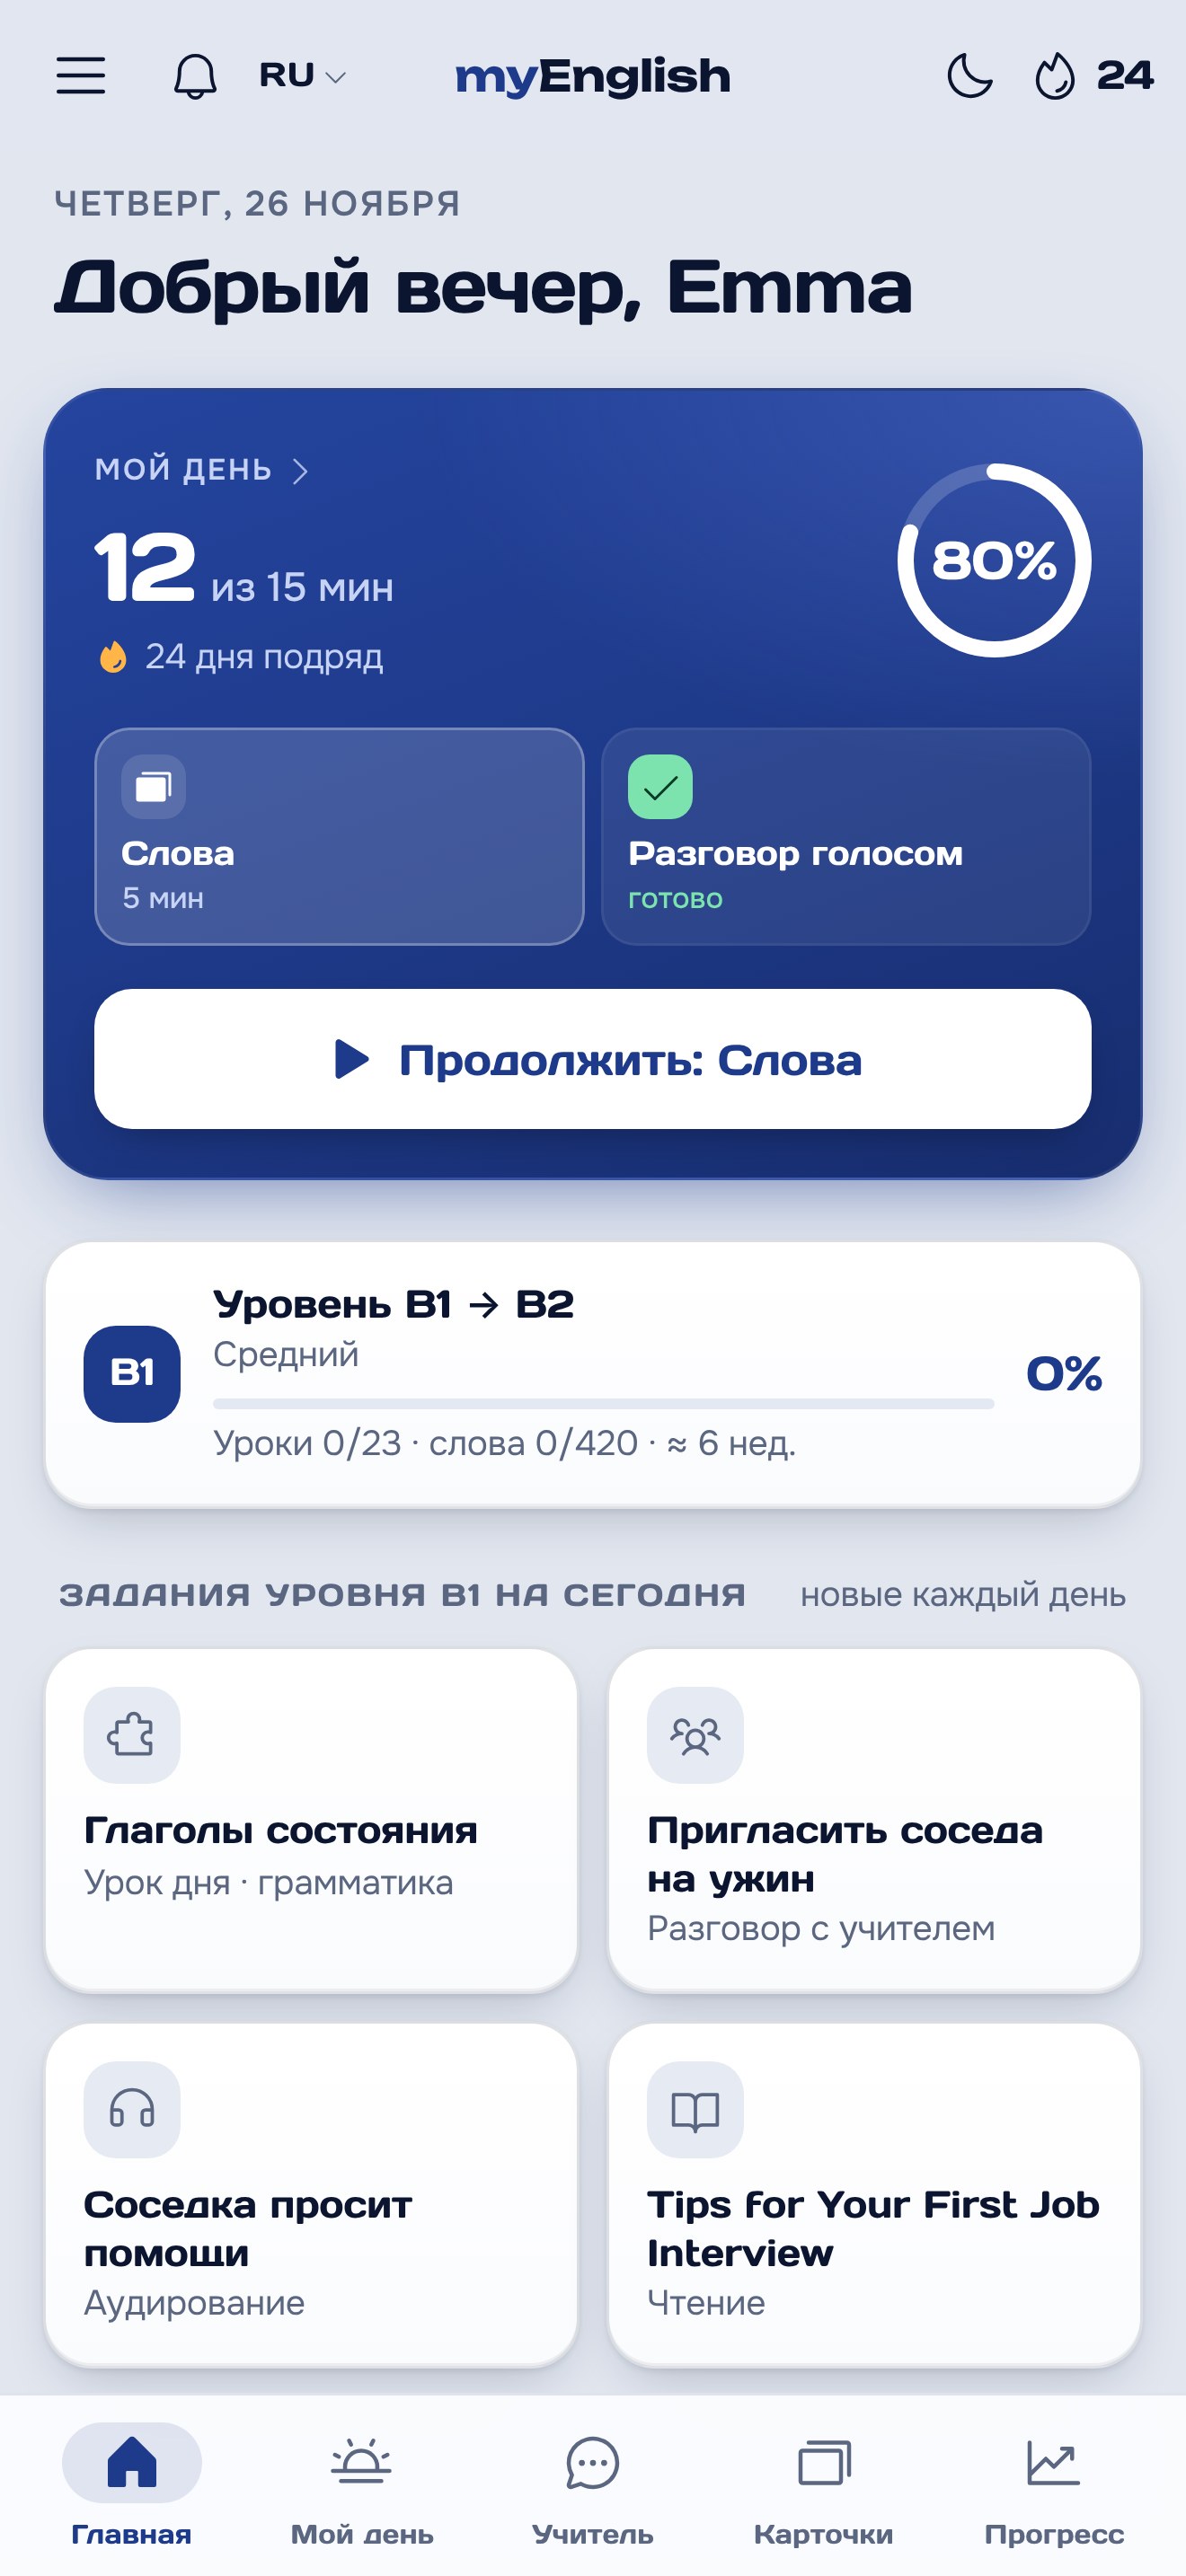 RU
myEnglish
24
ЧЕТВЕРГ, 26 НОЯБРЯ
Добрый вечер, Emma
МОЙ ДЕНЬ
12 из 15 мин
24 дня подряд
80%
Слова
5 мин
Разговор голосом
готово
Продолжить: Слова
B1
Уровень B1 → B2
Средний
Уроки 0/23 · слова 0/420 · ≈ 6 нед.
0%
ЗАДАНИЯ УРОВНЯ B1 НА СЕГОДНЯ
новые каждый день
Глаголы состояния
Урок дня · грамматика
Пригласить соседа
на ужин
Разговор с учителем
Соседка просит
помощи
Аудирование
Tips for Your First Job
Interview
Чтение
Главная
Мой день
Учитель
Карточки
Прогресс